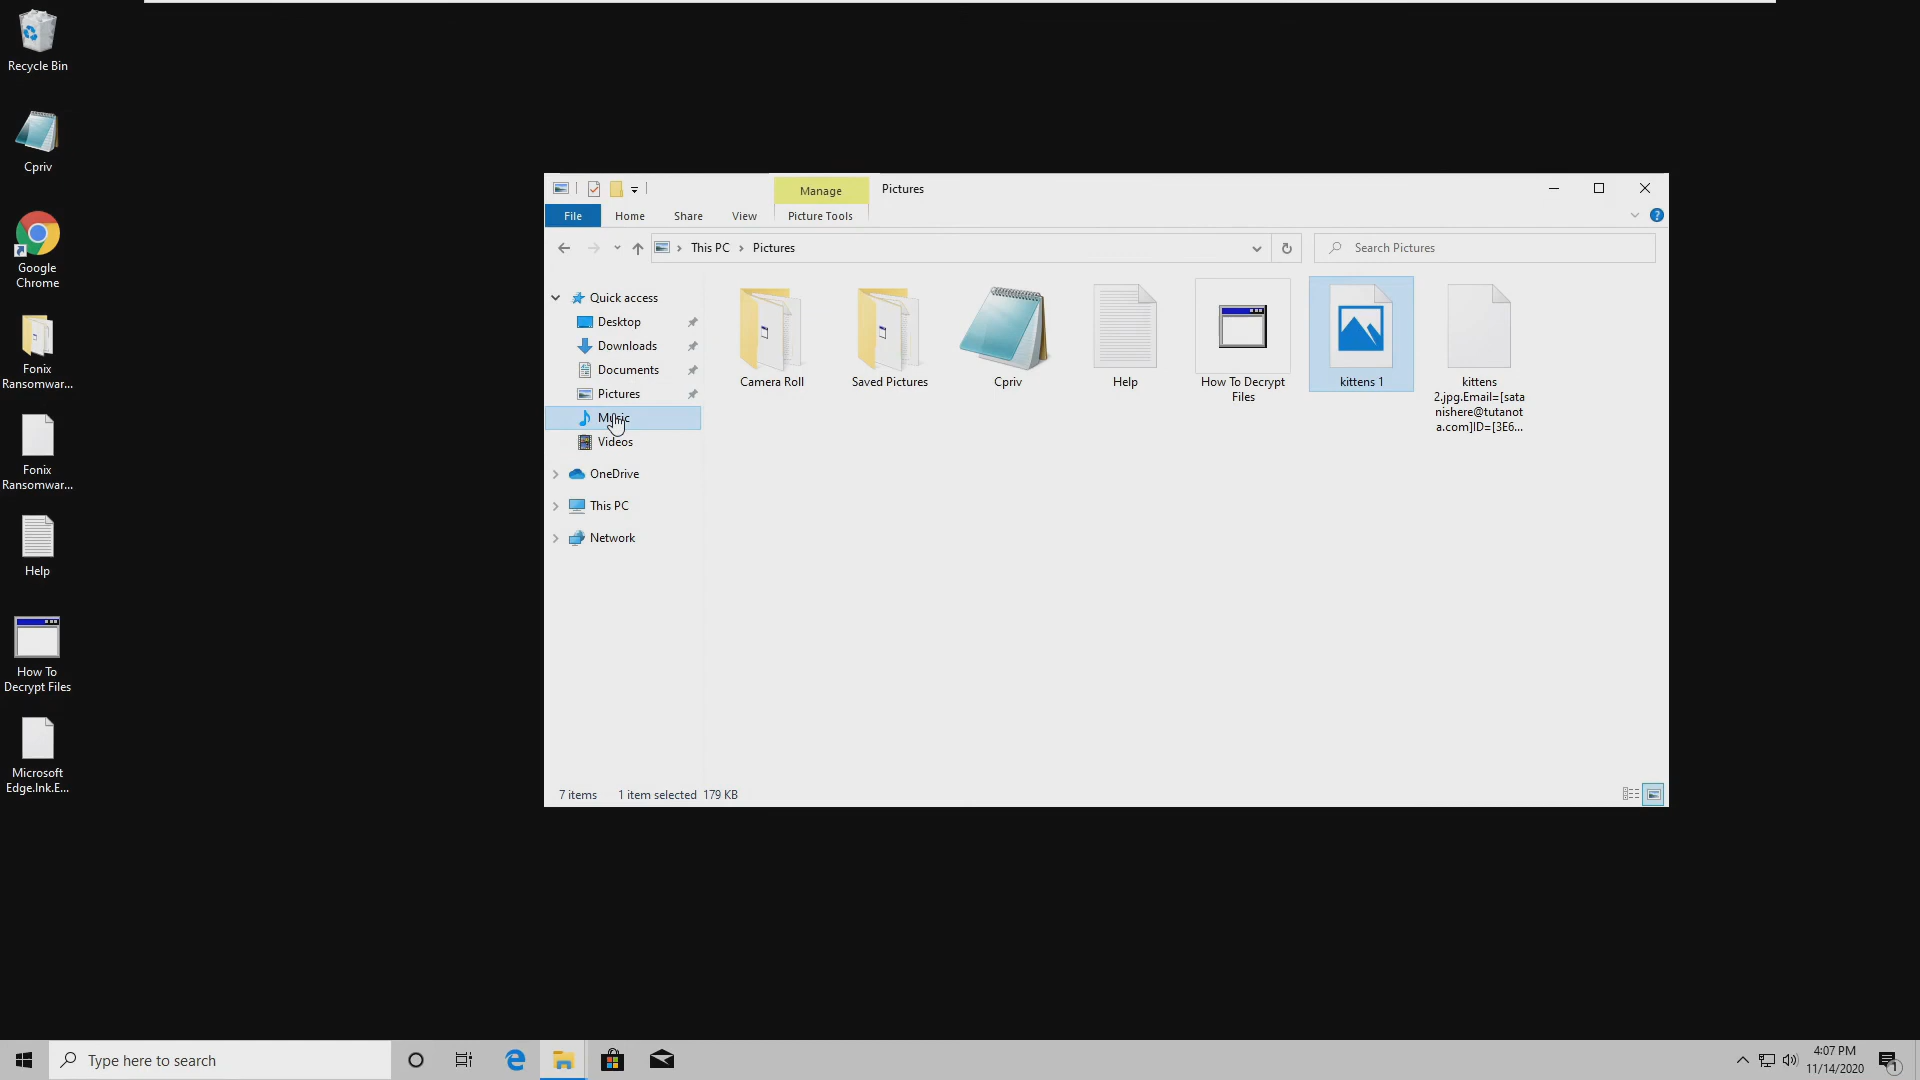 Recycle Bin
Cpriv
Google
Chrome
Fonix
Ransomwar...
Fonix
Ransomwar...
Help
How To
Decrypt Files
Microsoft
Edge.lnk.E...
Manage
Pictures
File
Home
Share
View
Picture Tools
This PC
Pictures
Search Pictures
Quick access
Desktop
Downloads
Documents
Pictures
Music
Videos
OneDrive
This PC
Network
Camera Roll
Saved Pictures
Cpriv
Help
How To Decrypt
Files
kittens 1
kittens
2.jpg.Email=[sata
nishere@tutanot
a.com]ID=[3E6...
7 items
1 item selected 179 KB
Type here to search
4:07 PM
11/14/2020
1